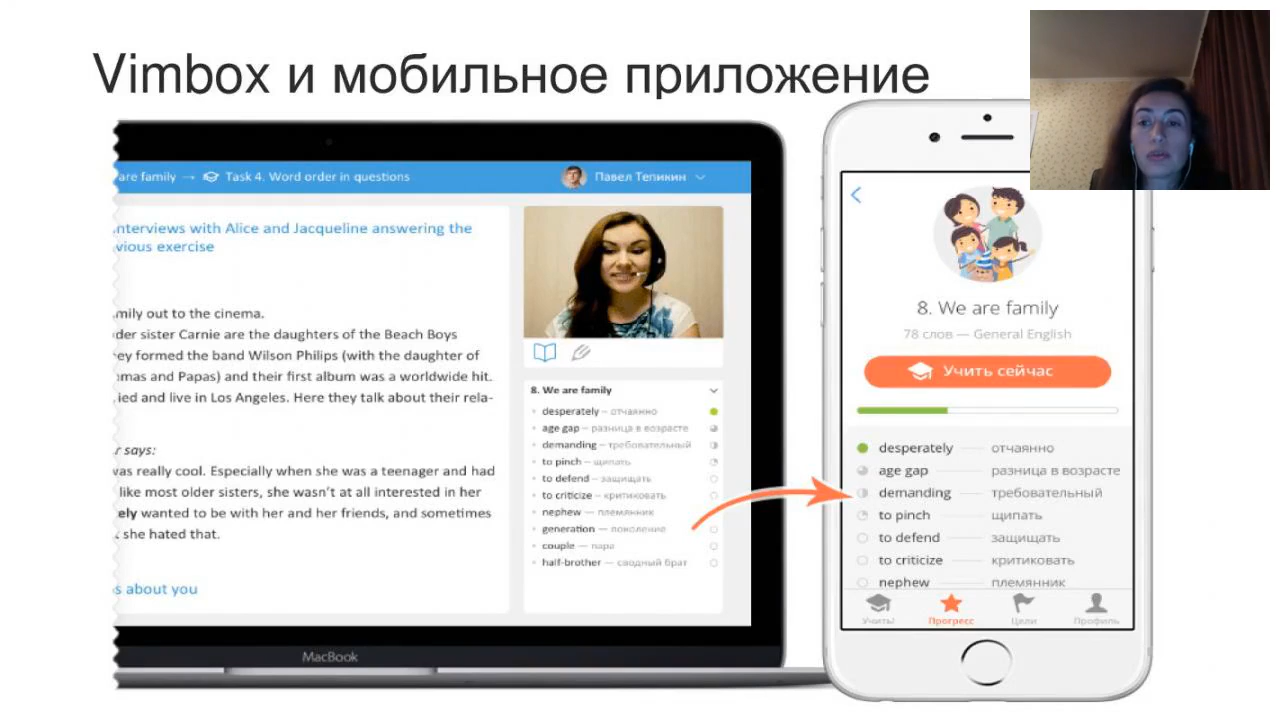 Vimbox и мобильное приложение
are family → Task 4. Word order in questions
Павел Тепикин
nterviews with Alice and Jacqueline answering the
vious exercise
mily out to the cinema.
der sister Carnie are the daughters of the Beach Boys
ey formed the band Wilson Philips (with the daughter of
mas and Papas) and their first album was a worldwide hit.
ied and live in Los Angeles. Here they talk about their rela-
r says:
was really cool. Especially when she was a teenager and had
like most older sisters, she wasn't at all interested in her
ely wanted to be with her and her friends, and sometimes
t she hated that.
s about you
8. We are family
desperately – отчаянно
age gap – разница в возрасте
demanding – требовательный
to pinch – щипать
to defend – защищать
to criticize – критиковать
nephew – племянник
generation – поколение
couple – пара
half-brother – сводный брат
MacBook
8. We are family
78 слов — General English
Учить сейчас
desperately — отчаянно
age gap — разница в возрасте
demanding — требовательный
to pinch — щипать
to defend — защищать
to criticize — критиковать
nephew — племянник
Учить!
Прогресс
Цели
Профиль